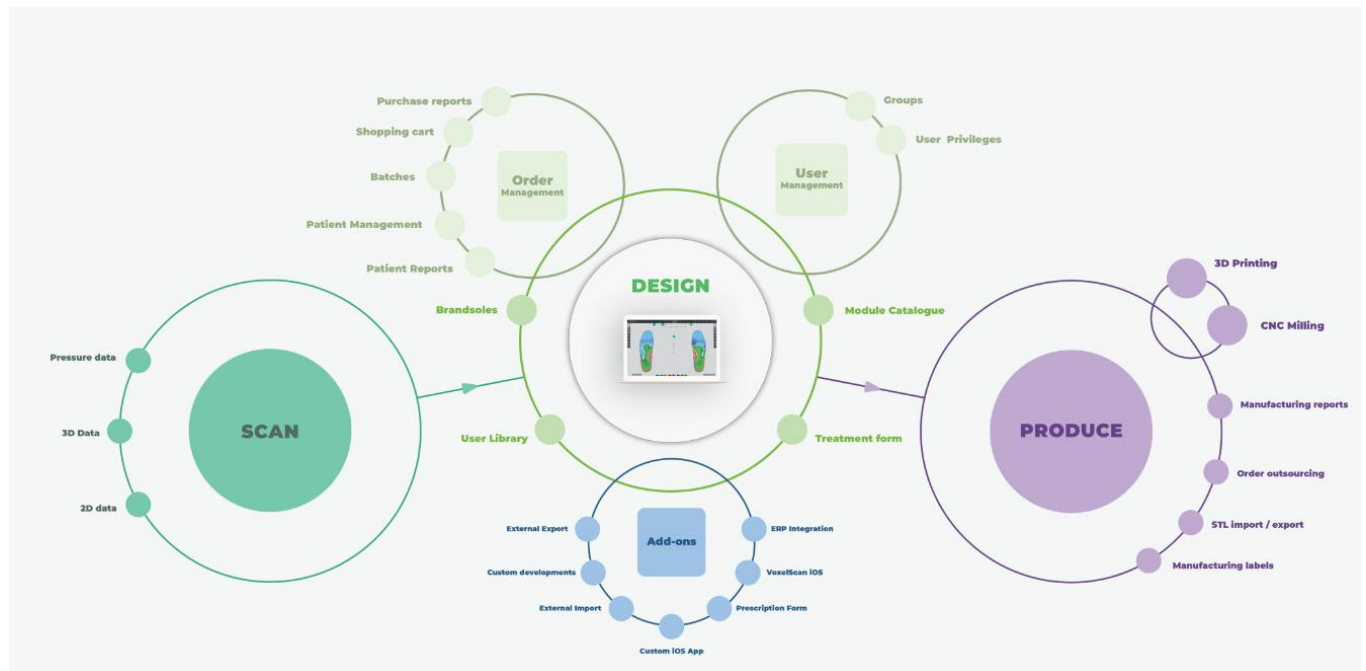 Purchase reports
Shopping cart
Batches
Patient Management
Patient Reports
Order
Management
Groups
User Privileges
User
Management
DESIGN
Brandsoles
Module Catalogue
User Library
Treatment form
Pressure data
3D Data
2D data
SCAN
3D Printing
CNC Milling
PRODUCE
Manufacturing reports
Order outsourcing
STL import / export
Manufacturing labels
Add-ons
External Export
Custom developments
External Import
Custom iOS App
ERP Integration
VoxelScan iOS
Prescription Form